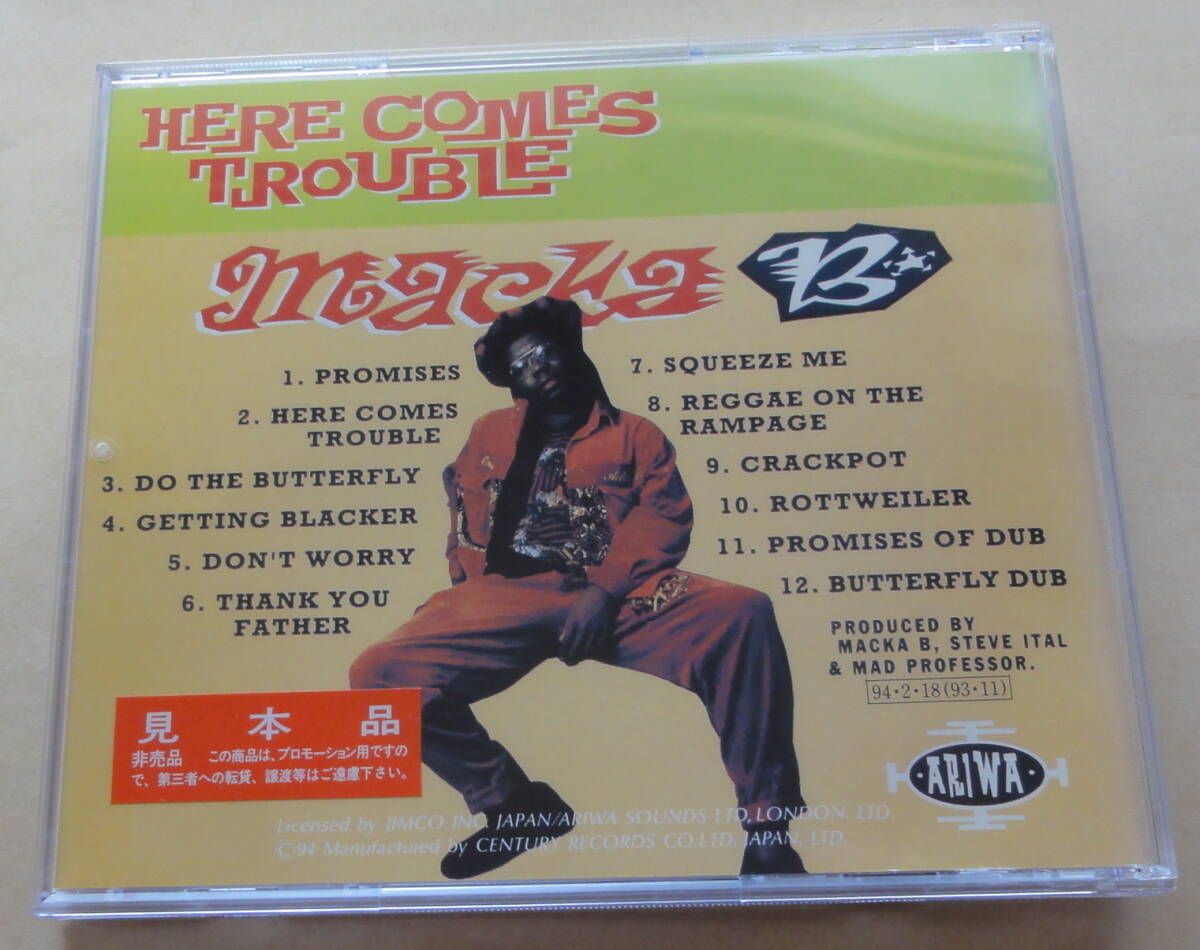 HERE COMES
TROUBLE
macka B
1. PROMISES
2. HERE COMES
TROUBLE
3. DO THE BUTTERFLY
4. GETTING BLACKER
5. DON'T WORRY
6. THANK YOU
FATHER
7. SQUEEZE ME
8. REGGAE ON THE
RAMPAGE
9. CRACKPOT
10. ROTTWEILER
11. PROMISES OF DUB
12. BUTTERFLY DUB
PRODUCED BY
MACKA B, STEVE ITAL
& MAD PROFESSOR.
94・2・18(93・11)
見本品
非売品 この商品は、プロモーション用ですの
で、第三者への転貸、譲渡等はご遠慮下さい。
・ARIWA・
Licensed by JIMCO INC. JAPAN/ARIWA SOUNDS LTD, LONDON. LTD.
Ⓒ94 Manufactured by CENTURY RECORDS CO.LTD, JAPAN. LTD.